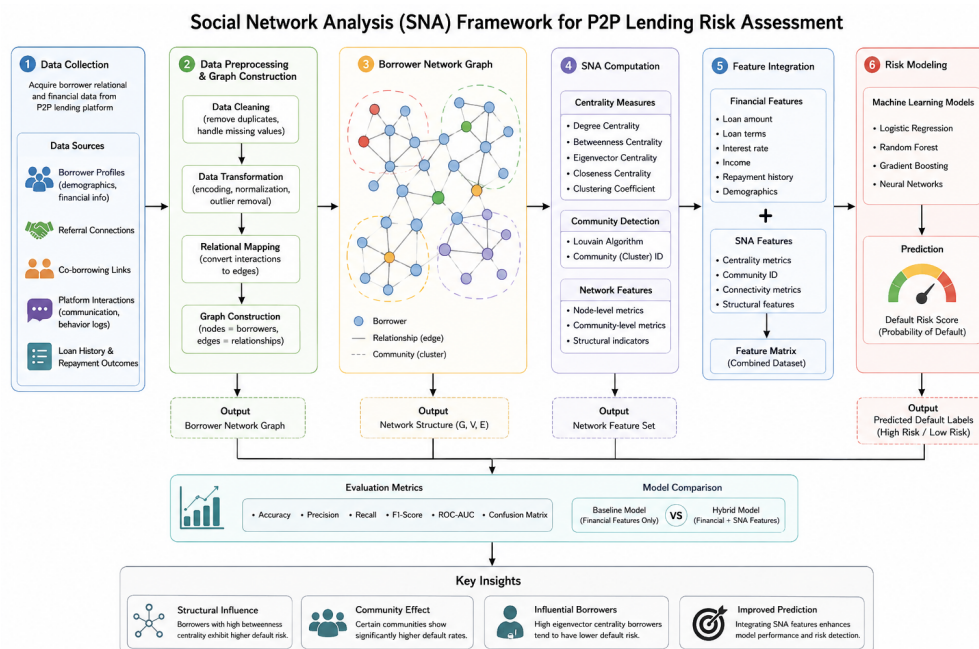 Social Network Analysis (SNA) Framework for P2P Lending Risk Assessment
1 Data Collection
Acquire borrower relational
and financial data from
P2P lending platform
Data Sources
Borrower Profiles
(demographics,
financial info)
Referral Connections
Co-borrowing Links
Platform Interactions
(communication,
behavior logs)
Loan History &
Repayment Outcomes
2 Data Preprocessing
& Graph Construction
Data Cleaning
(remove duplicates,
handle missing values)
Data Transformation
(encoding, normalization,
outlier removal)
Relational Mapping
(convert interactions
to edges)
Graph Construction
(nodes = borrowers,
edges = relationships)
Output
Borrower Network Graph
3 Borrower Network Graph
Borrower
Relationship (edge)
Community (cluster)
Output
Network Structure (G, V, E)
4 SNA Computation
Centrality Measures
• Degree Centrality
• Betweenness Centrality
• Eigenvector Centrality
• Closeness Centrality
• Clustering Coefficient
Community Detection
• Louvain Algorithm
• Community (Cluster) ID
Network Features
• Node-level metrics
• Community-level metrics
• Structural indicators
Output
Network Feature Set
5 Feature Integration
Financial Features
• Loan amount
• Loan terms
• Interest rate
• Income
• Repayment history
• Demographics
+
SNA Features
• Centrality metrics
• Community ID
• Connectivity metrics
• Structural features
Feature Matrix
(Combined Dataset)
6 Risk Modeling
Machine Learning Models
• Logistic Regression
• Random Forest
• Gradient Boosting
• Neural Networks
Prediction
Default Risk Score
(Probability of Default)
Output
Predicted Default Labels
(High Risk / Low Risk)
Evaluation Metrics
• Accuracy • Precision • Recall • F1-Score • ROC-AUC • Confusion Matrix
Model Comparison
Baseline Model
(Financial Features Only)
VS
Hybrid Model
(Financial + SNA Features)
Key Insights
Structural Influence
Borrowers with high betweenness
centrality exhibit higher default risk.
Community Effect
Certain communities show
significantly higher default rates.
Influential Borrowers
High eigenvector centrality borrowers
tend to have lower default risk.
Improved Prediction
Integrating SNA features enhances
model performance and risk detection.